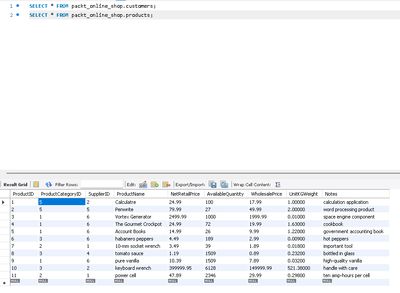 1 SELECT * FROM packt_online_shop.customers;
2 SELECT * FROM packt_online_shop.products;
Result Grid Filter Rows: Edit: Export/Import: Wrap Cell Content:
ProductID ProductCategoryID SupplierID ProductName NetRetailPrice AvailableQuantity WholesalePrice UnitKGWeight Notes
1 5 2 Calculatre 24.99 100 17.99 1.00000 calculation application
2 5 5 Penwrite 79.99 27 49.99 2.00000 word processing product
3 1 6 Vortex Generator 2499.99 1000 1999.99 0.01000 space engine component
4 1 6 The Gourmet Crockpot 24.99 72 19.99 1.63000 cookbook
5 1 6 Account Books 14.99 26 9.99 1.22000 government accounting book
6 3 6 habanero peppers 4.49 189 2.99 0.00900 hot peppers
7 2 1 10-mm socket wrench 3.49 39 1.89 0.01800 important tool
8 3 4 tomato sauce 1.19 1509 0.89 0.23200 bottled in glass
9 3 6 pure vanilla 10.39 1509 7.89 0.03200 high-quality vanilla
10 3 2 keyboard wrench 399999.95 6128 149999.99 521.38000 handle with care
11 2 1 power cell 47.89 2346 29.99 0.29800 ten amp-hours per cell
NULL NULL NULL NULL NULL NULL NULL NULL NULL